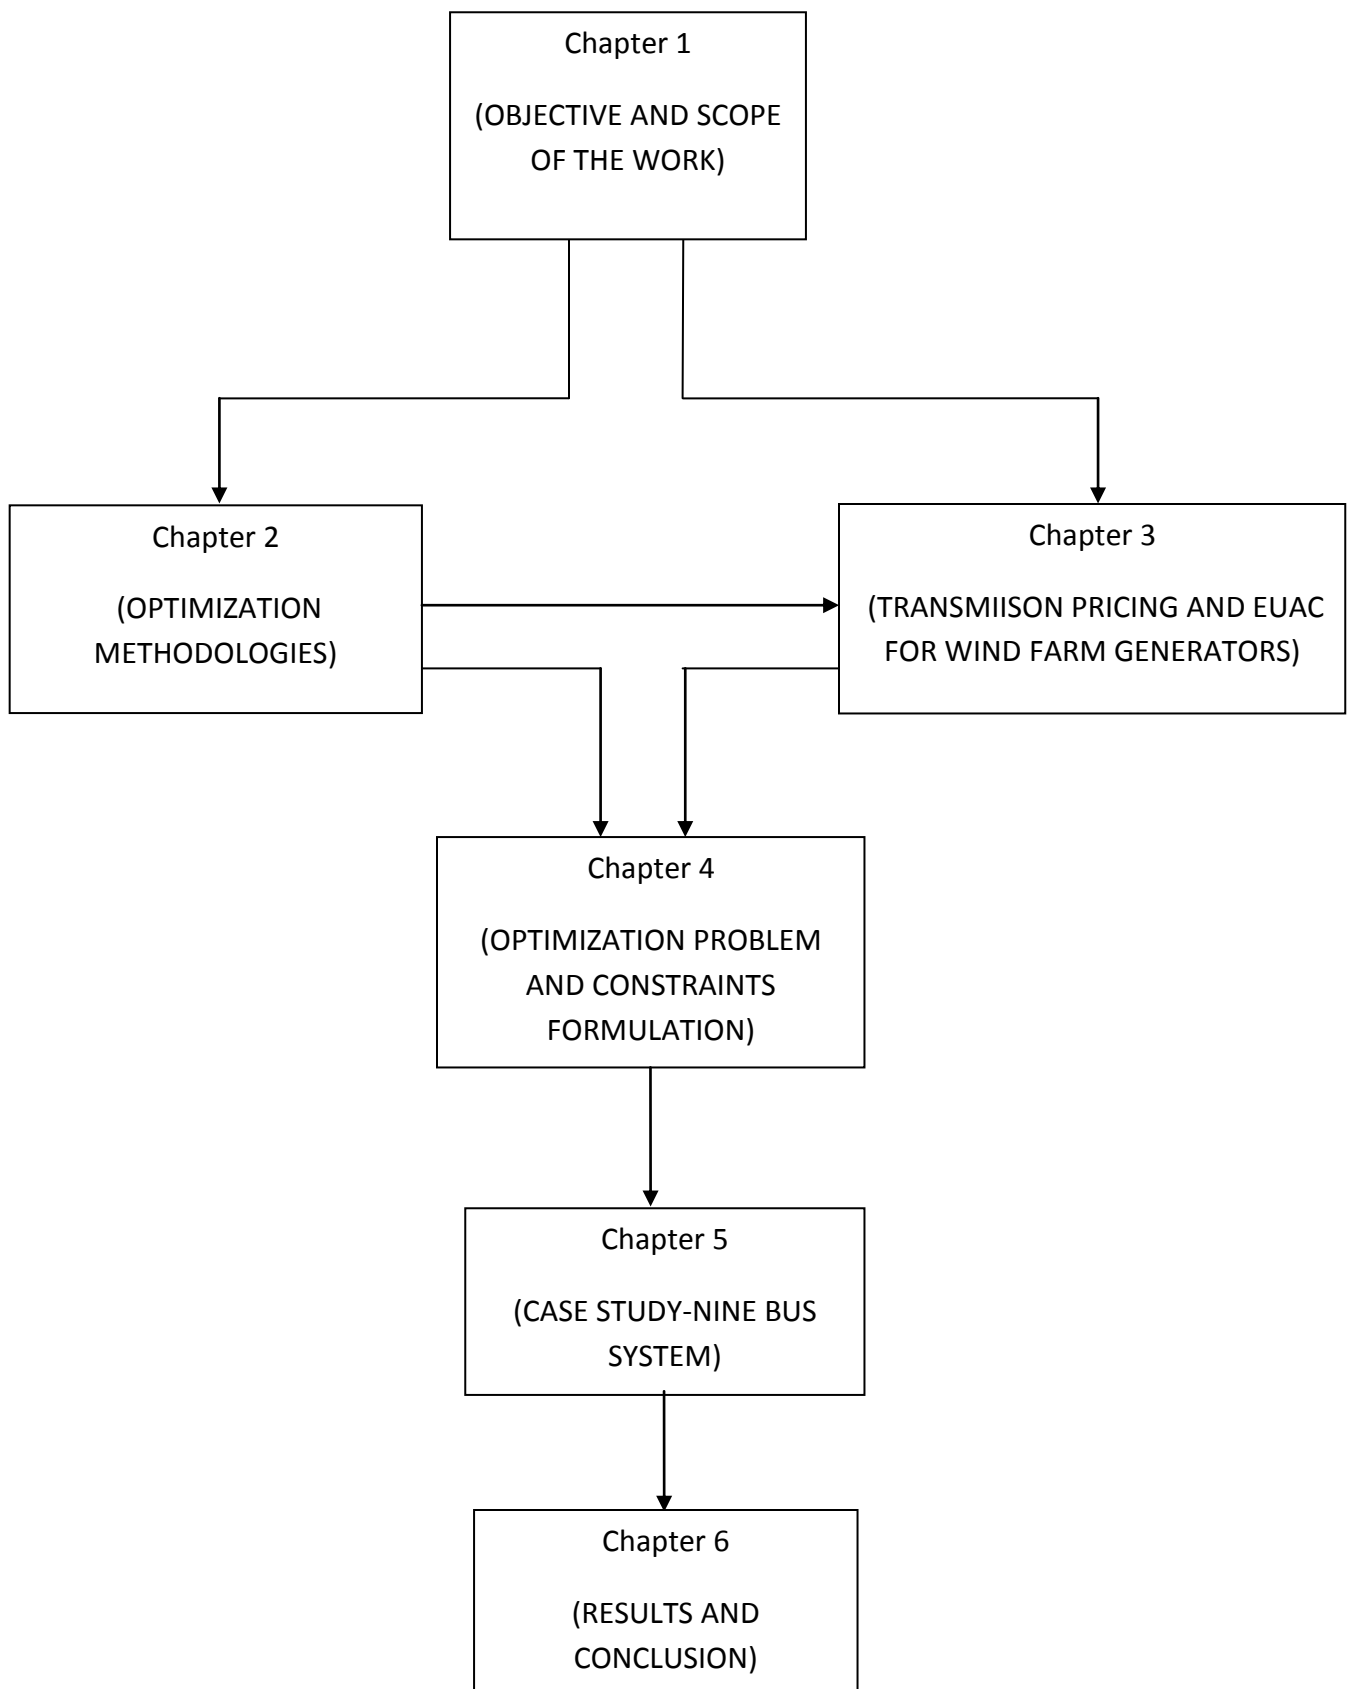 Chapter 1
(OBJECTIVE AND SCOPE
OF THE WORK)
Chapter 2
(OPTIMIZATION
METHODOLOGIES)
Chapter 3
(TRANSMIISON PRICING AND EUAC
FOR WIND FARM GENERATORS)
Chapter 4
(OPTIMIZATION PROBLEM
AND CONSTRAINTS
FORMULATION)
Chapter 5
(CASE STUDY-NINE BUS
SYSTEM)
Chapter 6
(RESULTS AND
CONCLUSION)